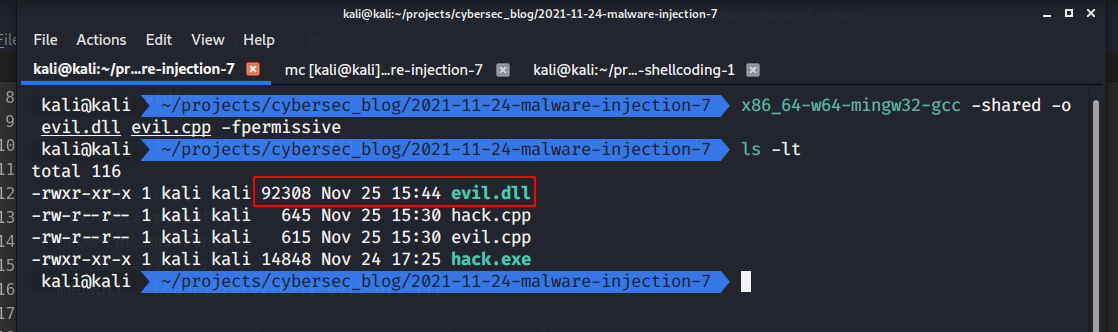 kali@kali:~/projects/cybersec_blog/2021-11-24-malware-injection-7
File Actions Edit View Help
kali@kali:~/pr...re-injection-7 mc [kali@kali]...re-injection-7 kali@kali:~/pr...-shellcoding-1
kali@kali ~/projects/cybersec_blog/2021-11-24-malware-injection-7 x86_64-w64-mingw32-gcc -shared -o
evil.dll evil.cpp -fpermissive
kali@kali ~/projects/cybersec_blog/2021-11-24-malware-injection-7 ls -lt
total 116
-rwxr-xr-x 1 kali kali 92308 Nov 25 15:44 evil.dll
-rw-r--r-- 1 kali kali 645 Nov 25 15:30 hack.cpp
-rw-r--r-- 1 kali kali 615 Nov 25 15:30 evil.cpp
-rwxr-xr-x 1 kali kali 14848 Nov 24 17:25 hack.exe
kali@kali ~/projects/cybersec_blog/2021-11-24-malware-injection-7
8
9
10
11
12
13
14
15
16
17